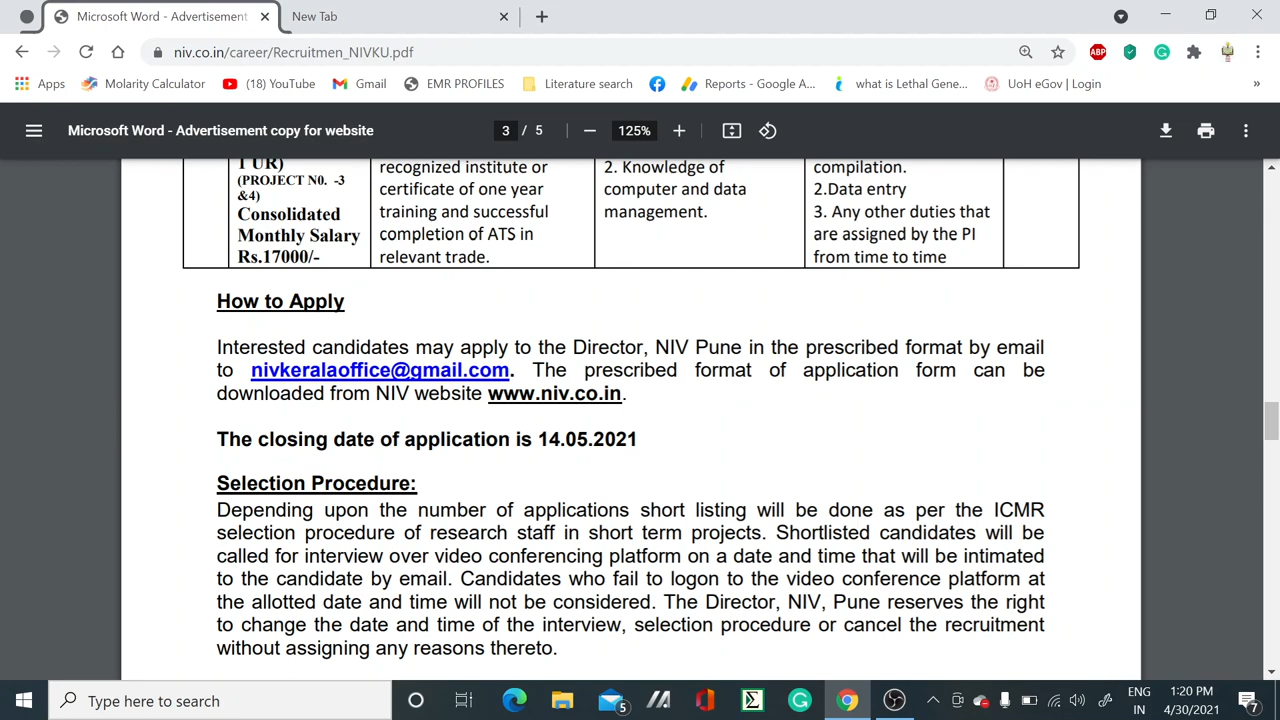 Microsoft Word - Advertisement
New Tab
niv.co.in/career/Recruitmen_NIVKU.pdf
ABP
Apps
Molarity Calculator
(18) YouTube
Gmail
EMR PROFILES
Literature search
Reports - Google A...
what is Lethal Gene...
UoH eGov | Login
»
Microsoft Word - Advertisement copy for website
3 / 5
125%
1 UR)
(PROJECT N0. -3
&4)
Consolidated
Monthly Salary
Rs.17000/-
recognized institute or
certificate of one year
training and successful
completion of ATS in
relevant trade.
2. Knowledge of
computer and data
management.
compilation.
2.Data entry
3. Any other duties that
are assigned by the PI
from time to time
How to Apply
Interested candidates may apply to the Director, NIV Pune in the prescribed format by email
to nivkeralaoffice@gmail.com. The prescribed format of application form can be
downloaded from NIV website www.niv.co.in.
The closing date of application is 14.05.2021
Selection Procedure:
Depending upon the number of applications short listing will be done as per the ICMR
selection procedure of research staff in short term projects. Shortlisted candidates will be
called for interview over video conferencing platform on a date and time that will be intimated
to the candidate by email. Candidates who fail to logon to the video conference platform at
the allotted date and time will not be considered. The Director, NIV, Pune reserves the right
to change the date and time of the interview, selection procedure or cancel the recruitment
without assigning any reasons thereto.
Type here to search
5
ENG
IN
1:20 PM
4/30/2021
7